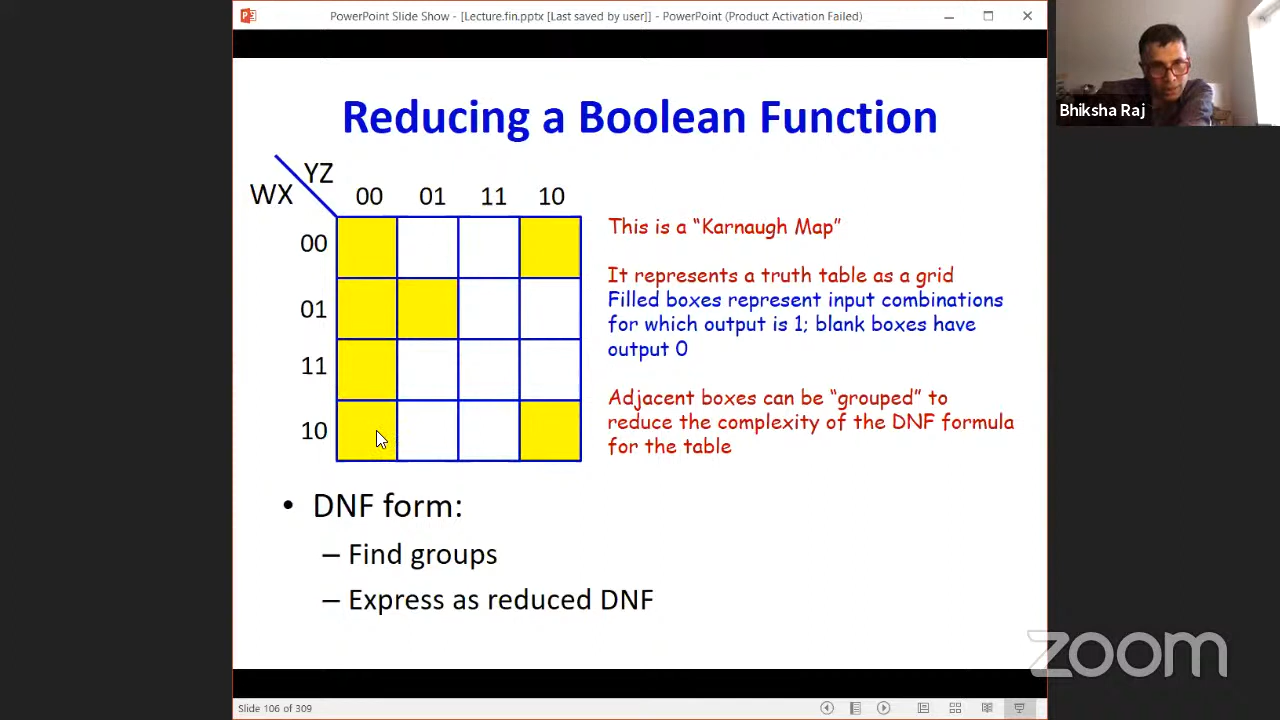 PowerPoint Slide Show - [Lecture.fin.pptx [Last saved by user]] - PowerPoint (Product Activation Failed)
Bhiksha Raj
Reducing a Boolean Function
YZ
WX
00 01 11 10
00
01
11
10
This is a “Karnaugh Map”
It represents a truth table as a grid
Filled boxes represent input combinations
for which output is 1; blank boxes have
output 0
Adjacent boxes can be “grouped” to
reduce the complexity of the DNF formula
for the table
• DNF form:
– Find groups
– Express as reduced DNF
zoom
Slide 106 of 309